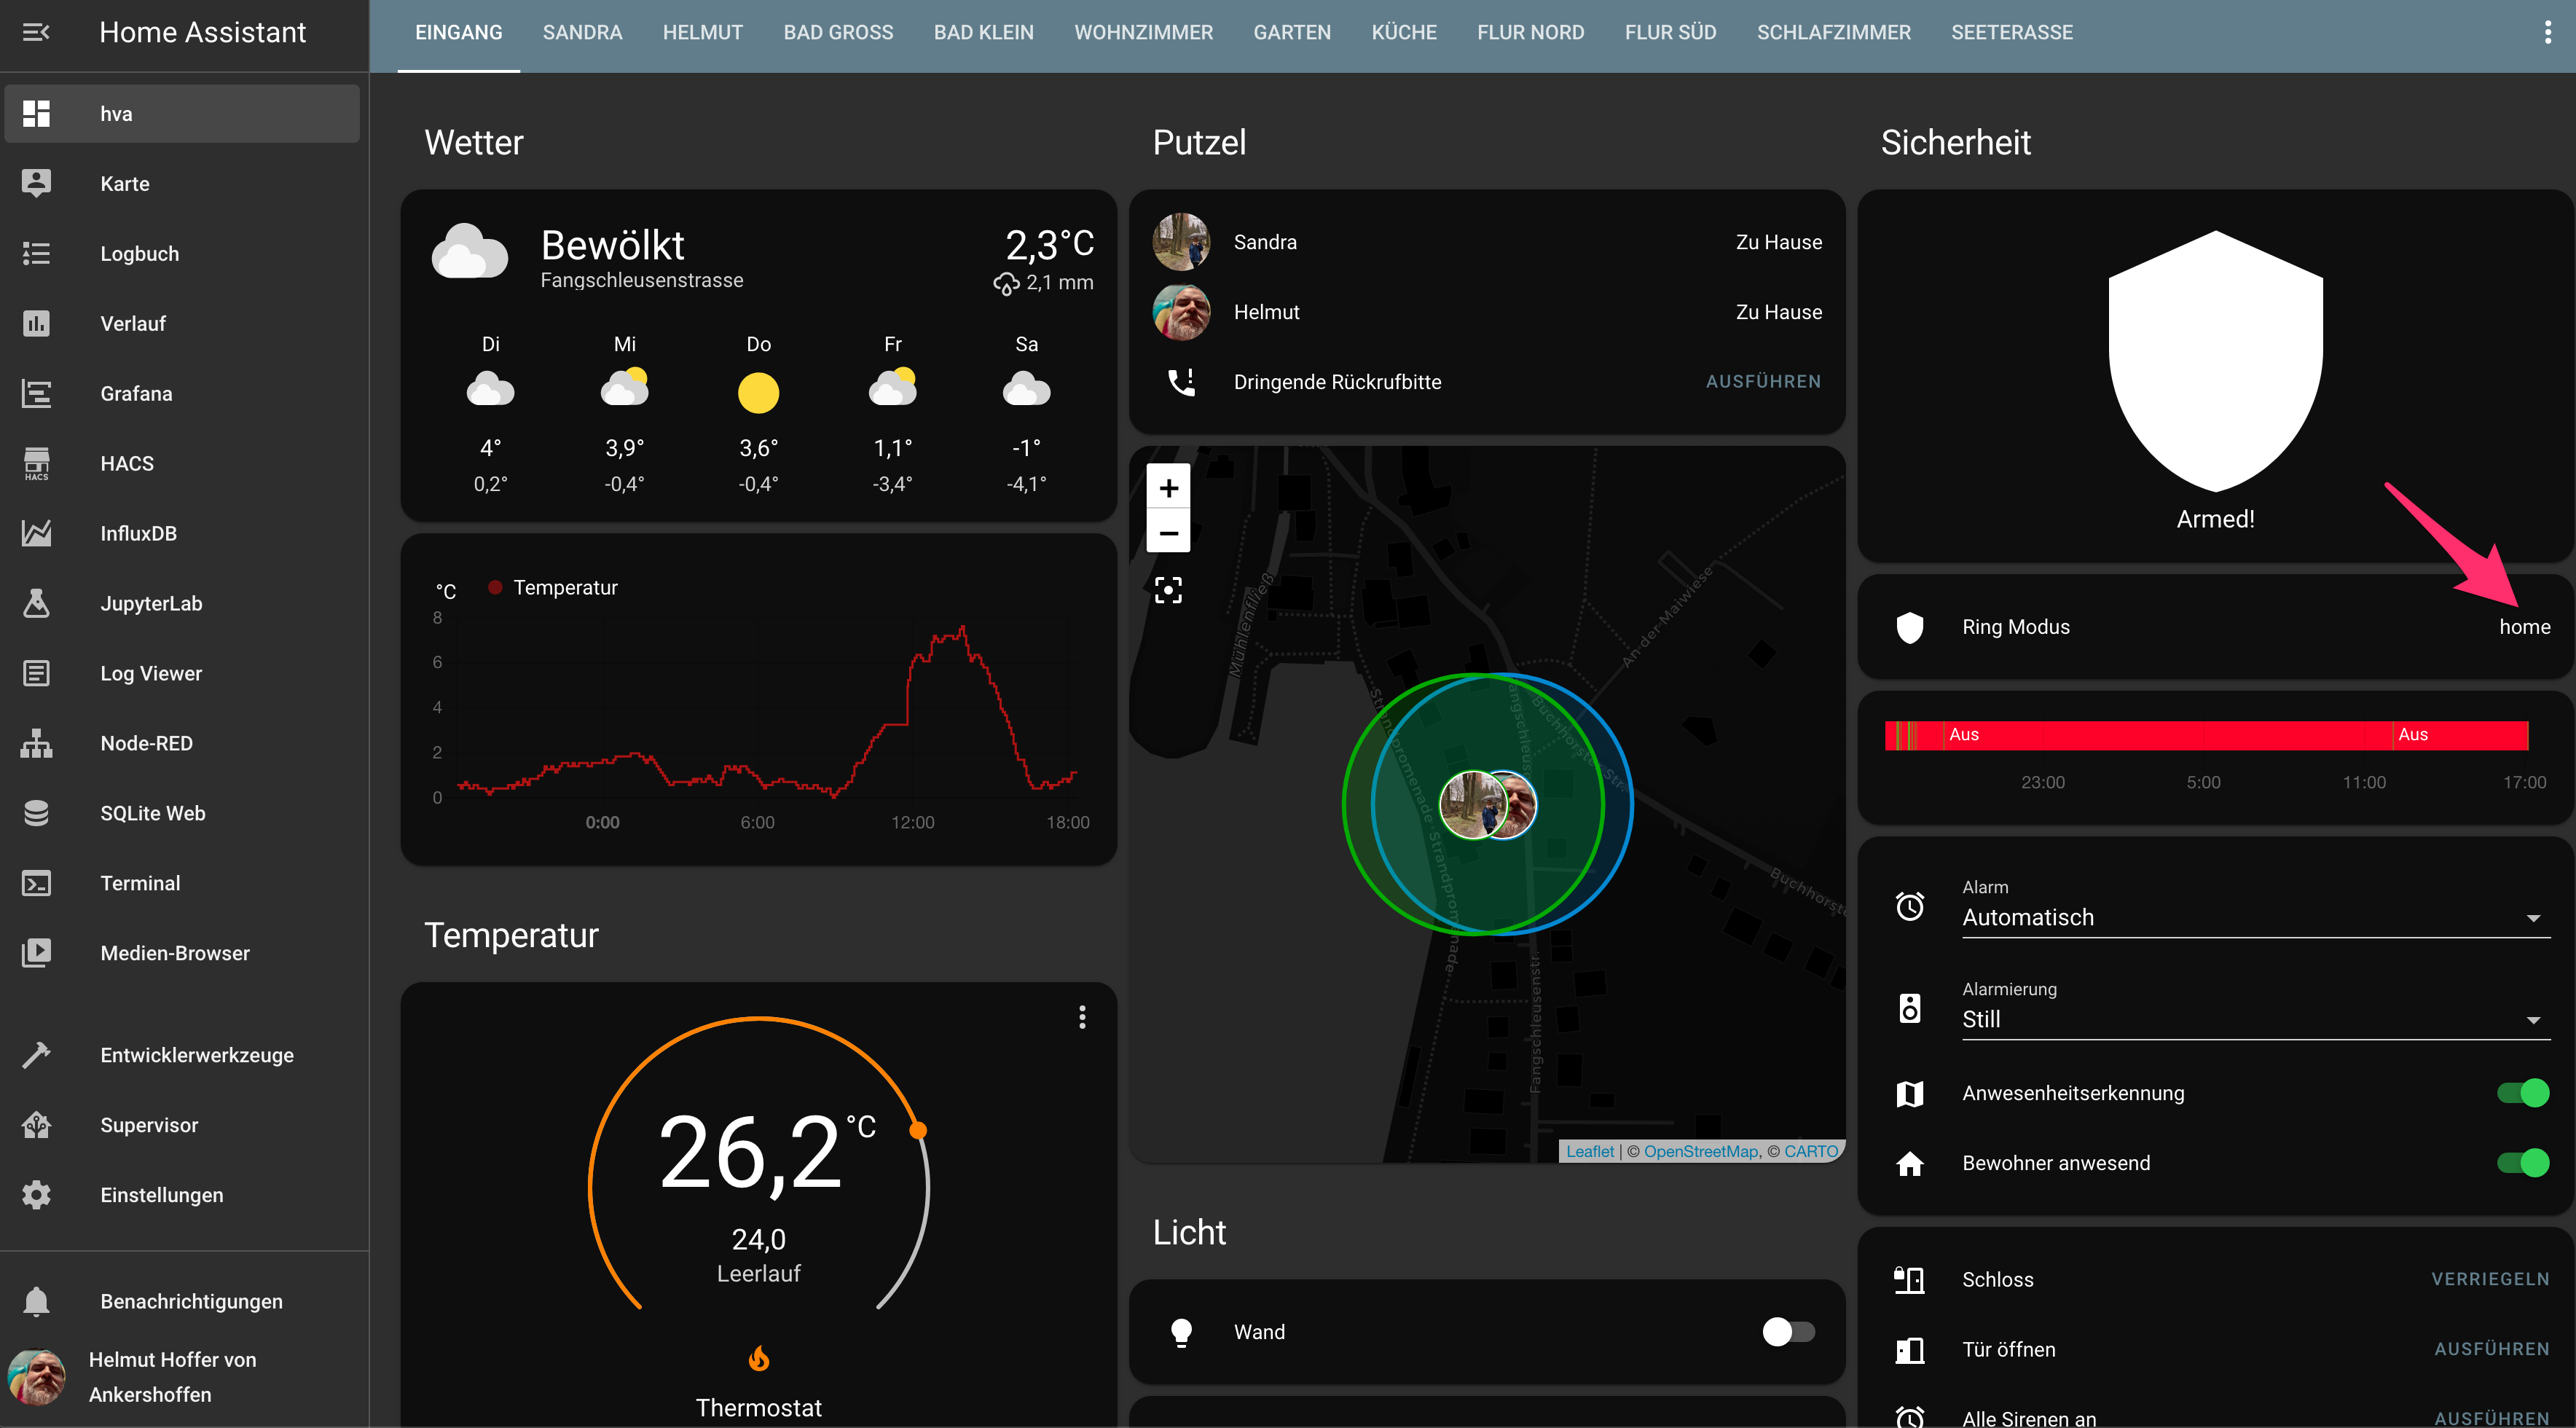 Home Assistant
EINGANG SANDRA HELMUT BAD GROSS BAD KLEIN WOHNZIMMER GARTEN KÜCHE FLUR NORD FLUR SÜD SCHLAFZIMMER SEETERASSE
hva
Karte
Logbuch
Verlauf
Grafana
HACS
HACS
InfluxDB
JupyterLab
Log Viewer
Node-RED
SQLite Web
Terminal
Medien-Browser
Entwicklerwerkzeuge
Supervisor
Einstellungen
Benachrichtigungen
Helmut Hoffer von
Ankershoffen
Wetter
Bewölkt
Fangschleusenstrasse
2,3°C
2,1 mm
Di Mi Do Fr Sa
4° 3,9° 3,6° 1,1° -1°
0,2° -0,4° -0,4° -3,4° -4,1°
°C Temperatur
8
6
4
2
0
0:00 6:00 12:00 18:00
Temperatur
26,2 °C
24,0
Leerlauf
Thermostat
Putzel
Sandra Zu Hause
Helmut Zu Hause
Dringende Rückrufbitte AUSFÜHREN
+
−
Mühlenfließ
An der Maiwiese
Buchhorster Str.
Strandpromenade
Strandpromenade
Fangschleusenstr.
Leaflet | © OpenStreetMap, © CARTO
Licht
Wand
Sicherheit
Armed!
Ring Modus home
Aus Aus
23:00 5:00 11:00 17:00
Alarm
Automatisch
Alarmierung
Still
Anwesenheitserkennung
Bewohner anwesend
Schloss VERRIEGELN
Tür öffnen AUSFÜHREN
Alle Sirenen an AUSFÜHREN